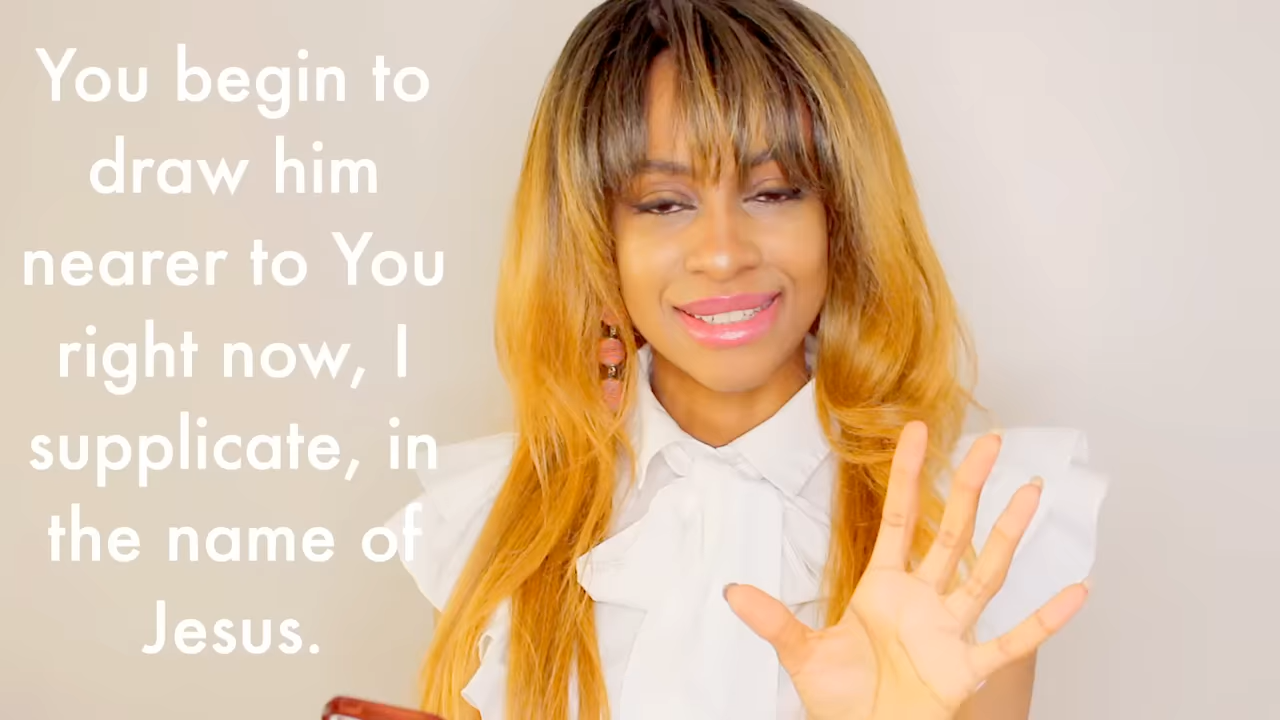 You begin to
draw him
nearer to You
right now, I
supplicate, in
the name of
Jesus.